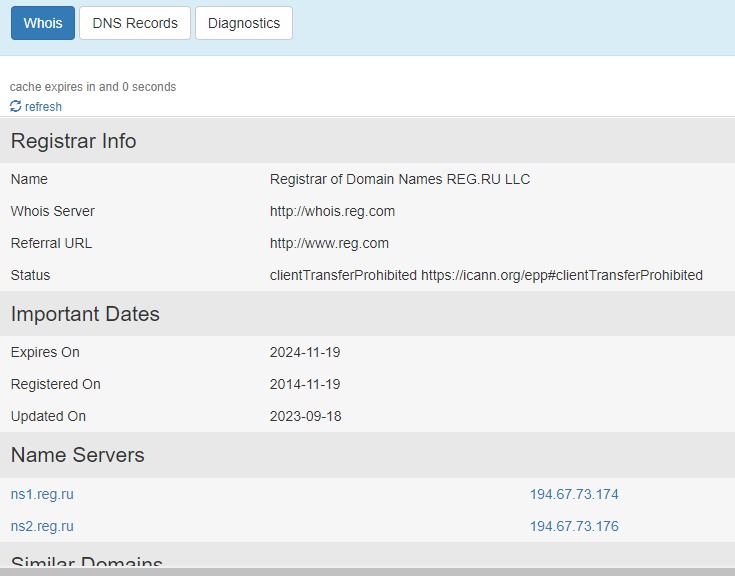 Whois DNS Records Diagnostics
cache expires in and 0 seconds
refresh
Registrar Info
Name Registrar of Domain Names REG.RU LLC
Whois Server http://whois.reg.com
Referral URL http://www.reg.com
Status clientTransferProhibited https://icann.org/epp#clientTransferProhibited
Important Dates
Expires On 2024-11-19
Registered On 2014-11-19
Updated On 2023-09-18
Name Servers
ns1.reg.ru 194.67.73.174
ns2.reg.ru 194.67.73.176
Similar Domains